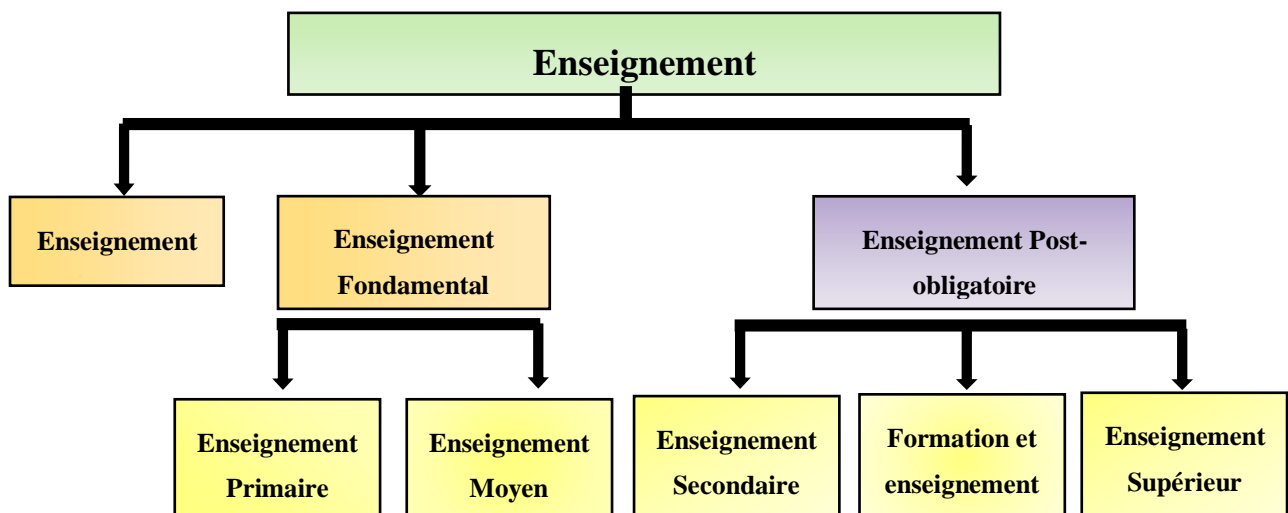 Enseignement
Enseignement
Enseignement
Fondamental
Enseignement Post-
obligatoire
Enseignement
Primaire
Enseignement
Moyen
Enseignement
Secondaire
Formation et
enseignement
Enseignement
Supérieur